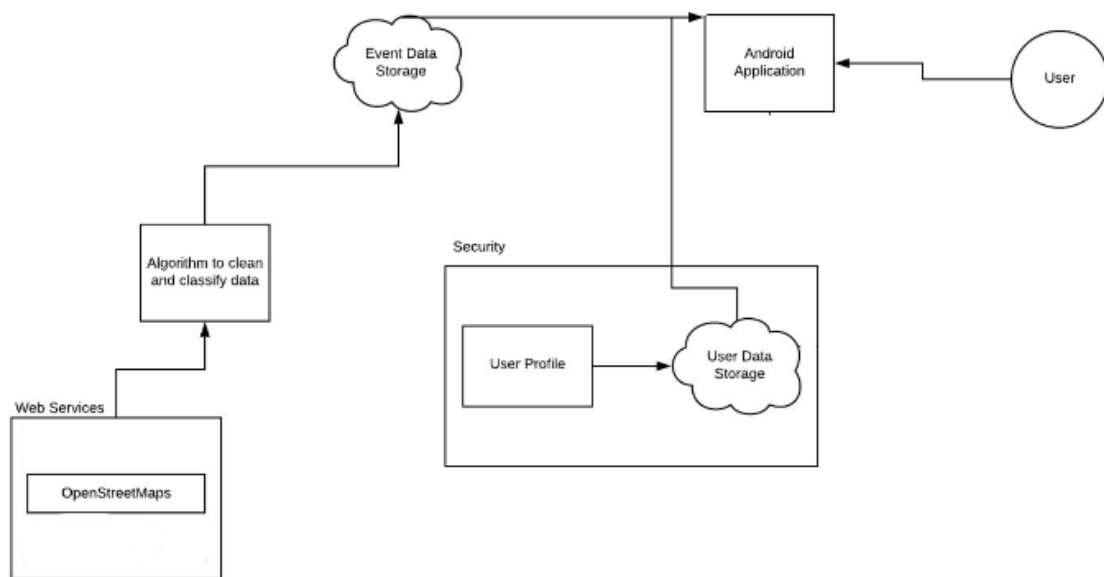 Event Data
Storage
Android
Application
User
Algorithm to clean
and classify data
Security
User Profile
User Data
Storage
Web Services
OpenStreetMaps